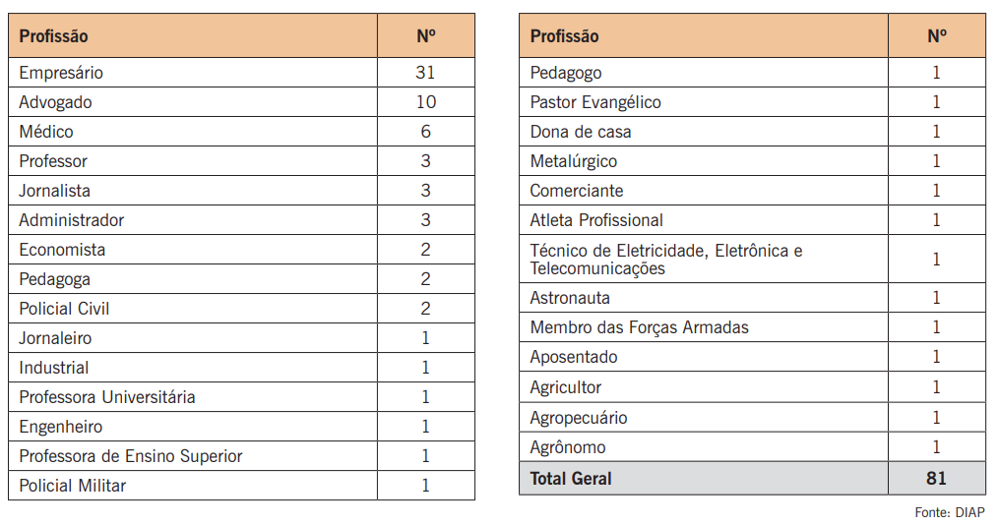 Profissão Nº
Empresário 31
Advogado 10
Médico 6
Professor 3
Jornalista 3
Administrador 3
Economista 2
Pedagoga 2
Policial Civil 2
Jornaleiro 1
Industrial 1
Professora Universitária 1
Engenheiro 1
Professora de Ensino Superior 1
Policial Militar 1
Profissão Nº
Pedagogo 1
Pastor Evangélico 1
Dona de casa 1
Metalúrgico 1
Comerciante 1
Atleta Profissional 1
Técnico de Eletricidade, Eletrônica e
Telecomunicações 1
Astronauta 1
Membro das Forças Armadas 1
Aposentado 1
Agricultor 1
Agropecuário 1
Agrônomo 1
Total Geral 81
Fonte: DIAP